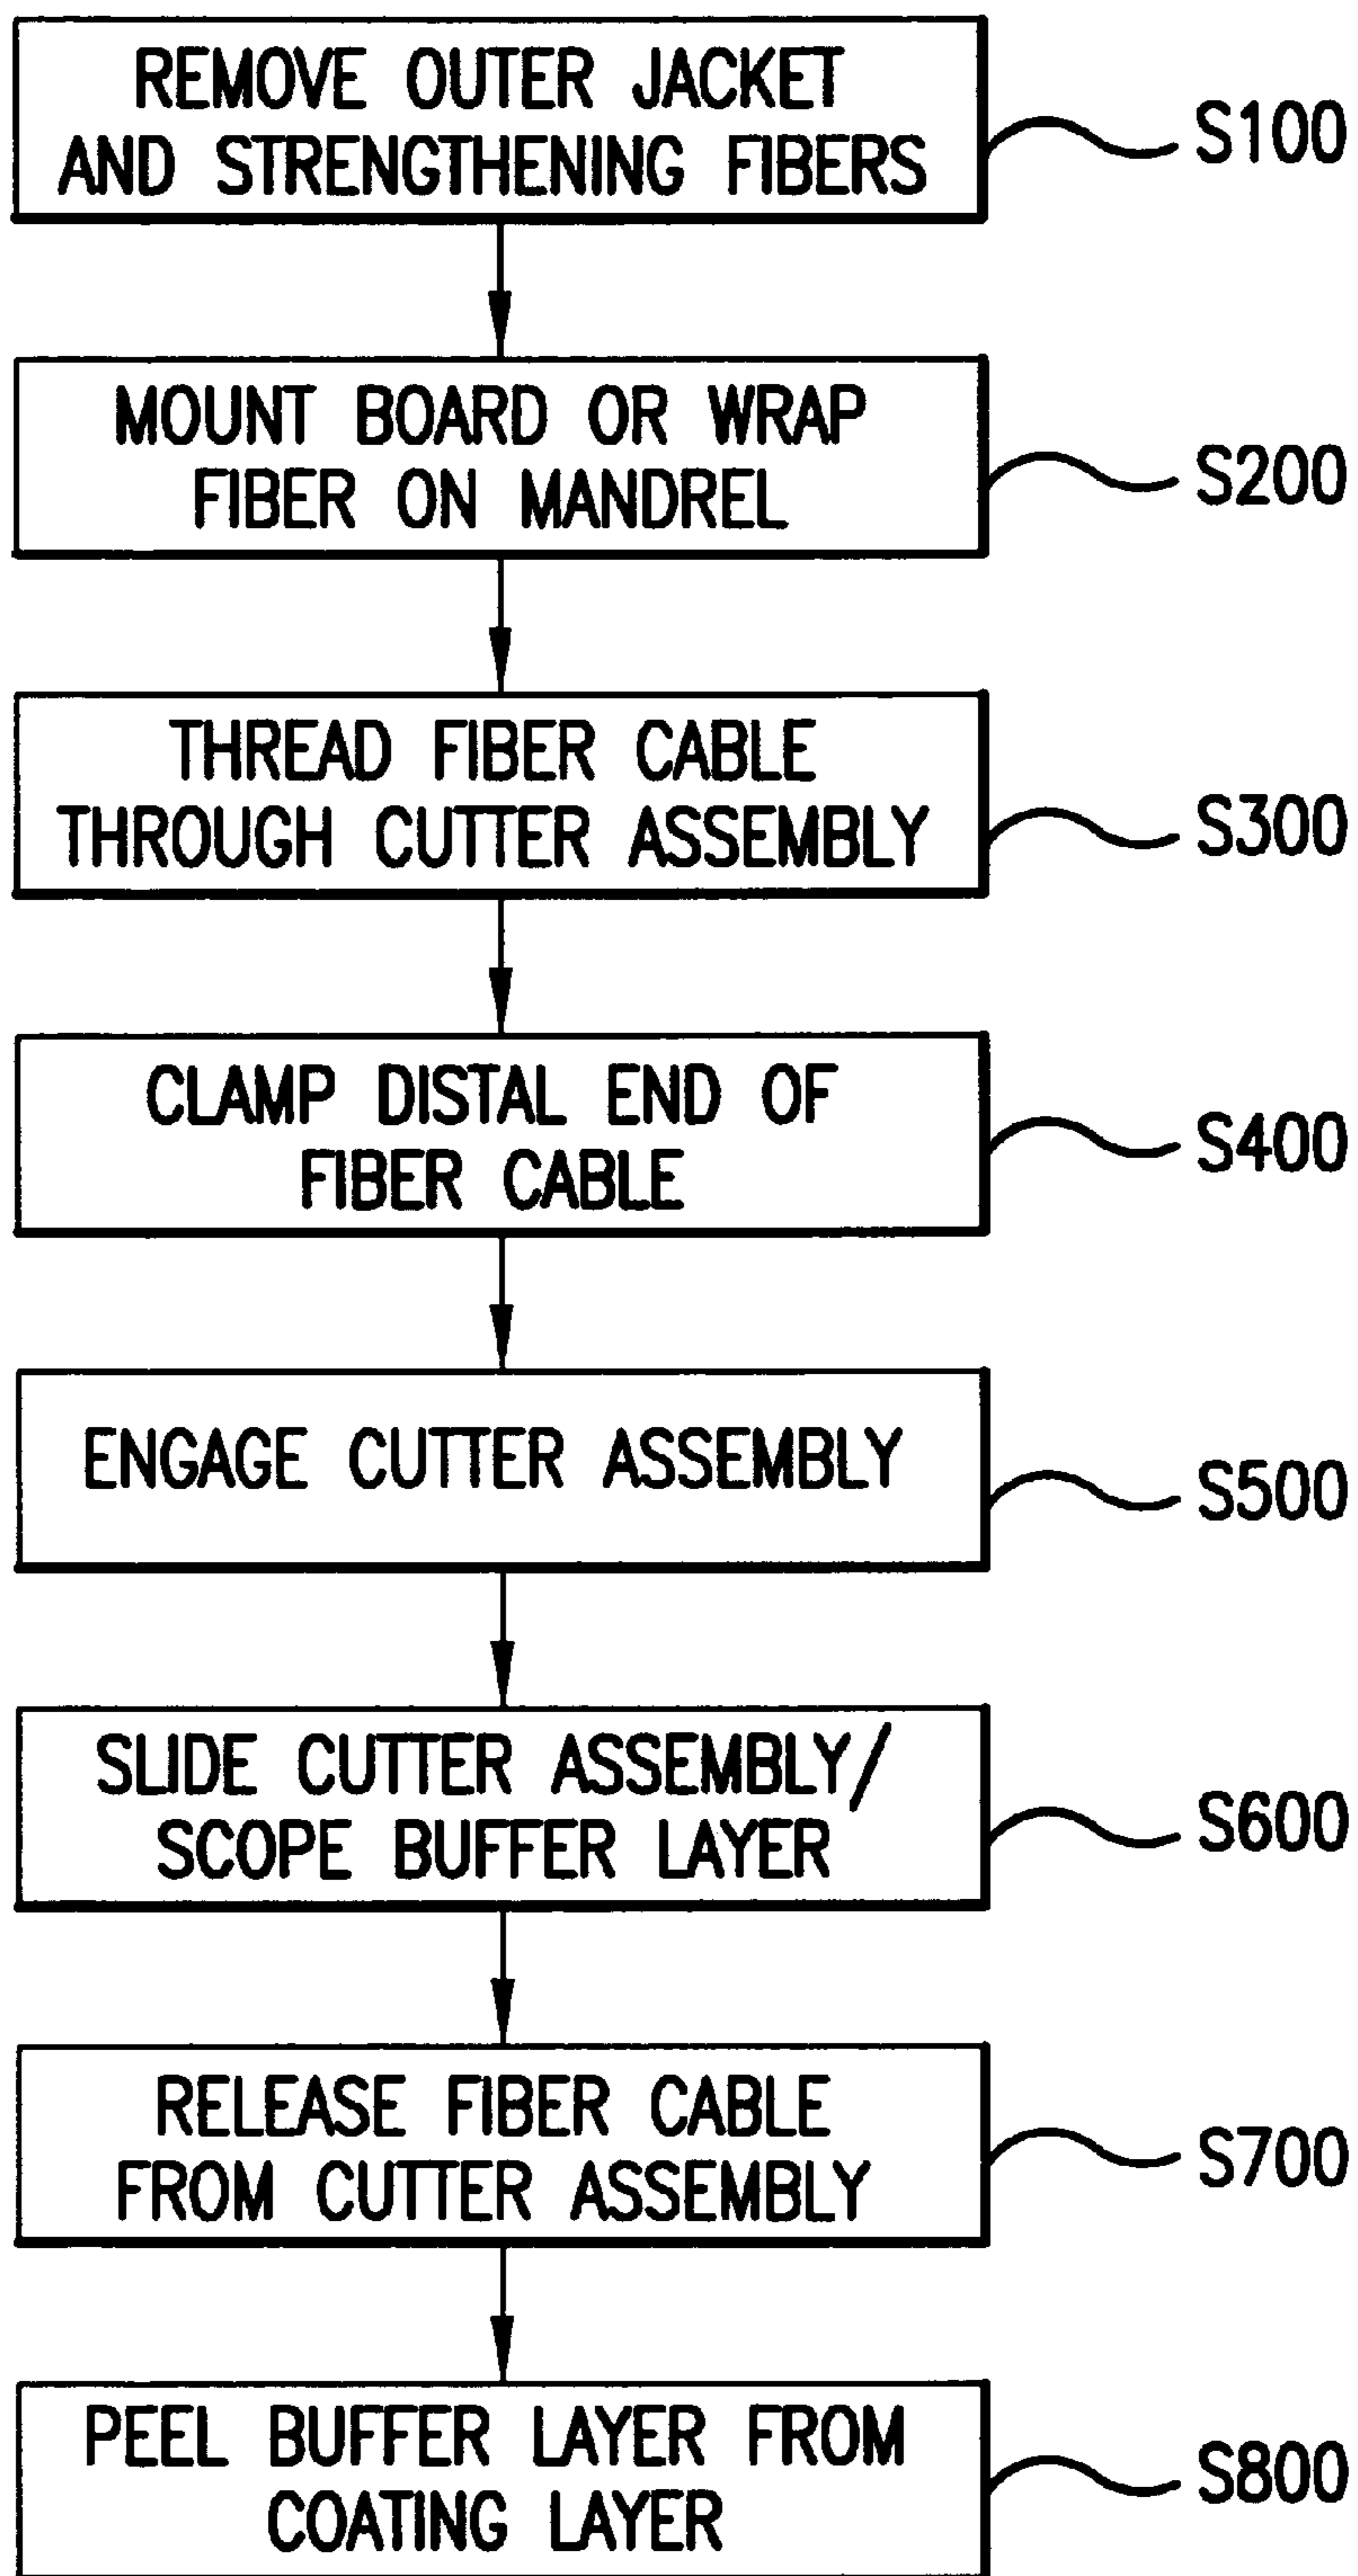 REMOVE OUTER JACKET
AND STRENGTHENING FIBERS
S100
MOUNT BOARD OR WRAP
FIBER ON MANDREL
S200
THREAD FIBER CABLE
THROUGH CUTTER ASSEMBLY
S300
CLAMP DISTAL END OF
FIBER CABLE
S400
ENGAGE CUTTER ASSEMBLY
S500
SLIDE CUTTER ASSEMBLY/
SCOPE BUFFER LAYER
S600
RELEASE FIBER CABLE
FROM CUTTER ASSEMBLY
S700
PEEL BUFFER LAYER FROM
COATING LAYER
S800